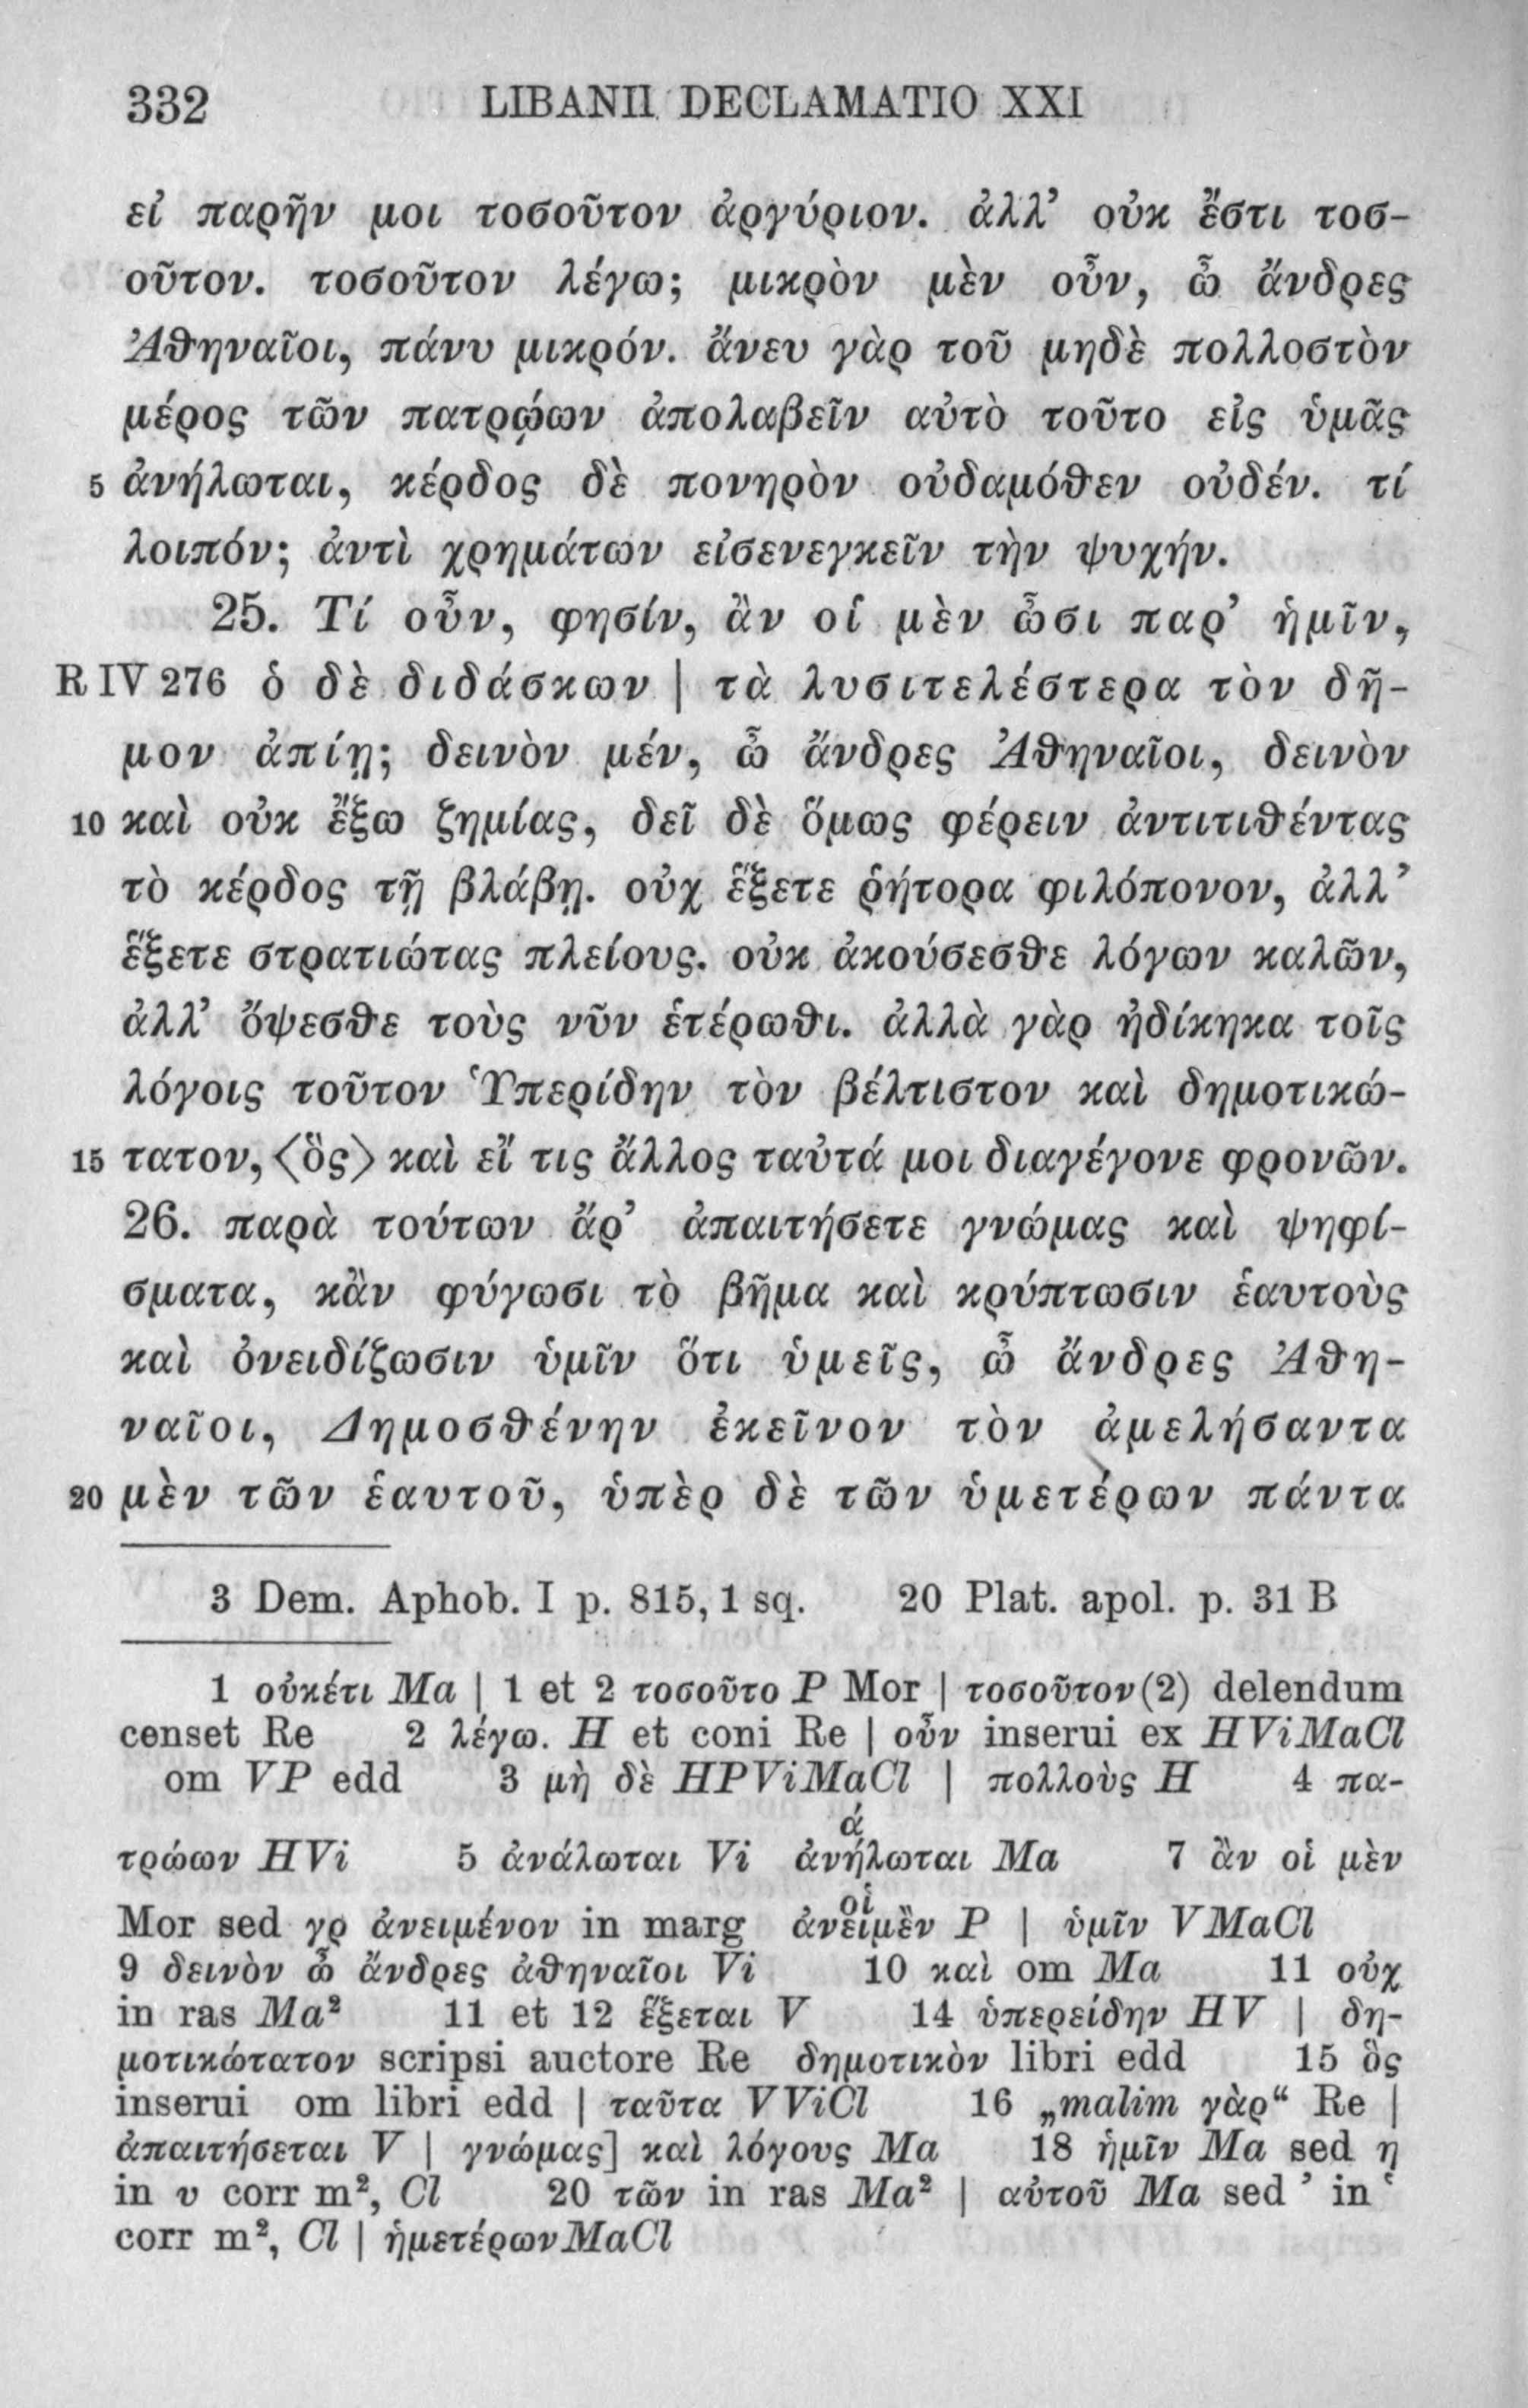 332 LIBANII DECLAMATIO XXI
εἰ παρῆν μοι τοσοῦτον ἀργύριον. ἀλλ’ οὐκ ἔστι τοσ-
οῦτον. τοσοῦτον λέγω; μικρὸν μὲν οὖν, ὦ ἄνδρες
Ἀθηναῖοι, πάνυ μικρόν. ἄνευ γὰρ τοῦ μηδὲ πολλοστὸν
μέρος τῶν πατρῴων ἀπολαβεῖν αὐτὸ τοῦτο εἰς ὑμᾶς
5 ἀνήλωται, κέρδος δὲ πονηρὸν οὐδαμόθεν οὐδέν. τί
λοιπόν; ἀντὶ χρημάτων εἰσενεγκεῖν τὴν ψυχήν.
25. Τί οὖν, φησίν, ἂν οἱ μὲν ὦσι παρ’ ἡμῖν,
R IV 276 ὁ δὲ διδάσκων | τὰ λυσιτελέστερα τὸν δῆ-
μον ἀπίῃ; δεινὸν μέν, ὦ ἄνδρες Ἀθηναῖοι, δεινὸν
10 καὶ οὐκ ἔξω ζημίας, δεῖ δὲ ὅμως φέρειν ἀντιτιθέντας
τὸ κέρδος τῇ βλάβῃ. οὐχ ἕξετε ῥήτορα φιλόπονον, ἀλλ’
ἕξετε στρατιώτας πλείους. οὐκ ἀκούσεσθε λόγων καλῶν,
ἀλλ’ ὄψεσθε τοὺς νῦν ἑτέρωθι. ἀλλὰ γὰρ ἠδίκηκα τοῖς
λόγοις τοῦτον Ὑπερίδην τὸν βέλτιστον καὶ δημοτικώ-
15 τατον, ⟨ὃς⟩ καὶ εἴ τις ἄλλος ταὐτά μοι διαγέγονε φρονῶν.
26. παρὰ τούτων ἄρ’ ἀπαιτήσετε γνώμας καὶ ψηφί-
σματα, κἂν φύγωσι τὸ βῆμα καὶ κρύπτωσιν ἑαυτοὺς
καὶ ὀνειδίζωσιν ὑμῖν ὅτι ὑμεῖς, ὦ ἄνδρες Ἀθη-
ναῖοι, Δημοσθένην ἐκεῖνον τὸν ἀμελήσαντα
20 μὲν τῶν ἑαυτοῦ, ὑπὲρ δὲ τῶν ὑμετέρων πάντα
3 Dem. Aphob. I p. 815, 1 sq. 20 Plat. apol. p. 31 B
1 οὐκέτι Ma | 1 et 2 τοσοῦτο P Mor | τοσοῦτον (2) delendum
censet Re 2 λέγω. H et coni Re | οὖν inserui ex HViMaCl
om VP edd 3 μὴ δὲ HPViMaCl | πολλοὺς H 4 πα-
ά
τρώων HVi 5 ἀνάλωται Vi ἀνήλωται Ma 7 ἂν οἱ μὲν
οἱ
Mor sed γρ ἀνειμένον in marg ἀνεῖμὲν P | ὑμῖν VMaCl
9 δεινὸν ὦ ἄνδρες ἀθηναῖοι Vi 10 καὶ om Ma 11 οὐχ
in ras Ma² 11 et 12 ἕξεται V 14 ὑπερείδην HV | δη-
μοτικώτατον scripsi auctore Re δημοτικὸν libri edd 15 ὃς
inserui om libri edd | ταῦτα VViCl 16 „malim γὰρ“ Re |
ἀπαιτήσεται V | γνώμας] καὶ λόγους Ma 18 ἡμῖν Ma sed η
in υ corr m², Cl 20 τῶν in ras Ma² | αὐτοῦ Ma sed ’ in ‘
corr m², Cl | ἡμετέρων MaCl